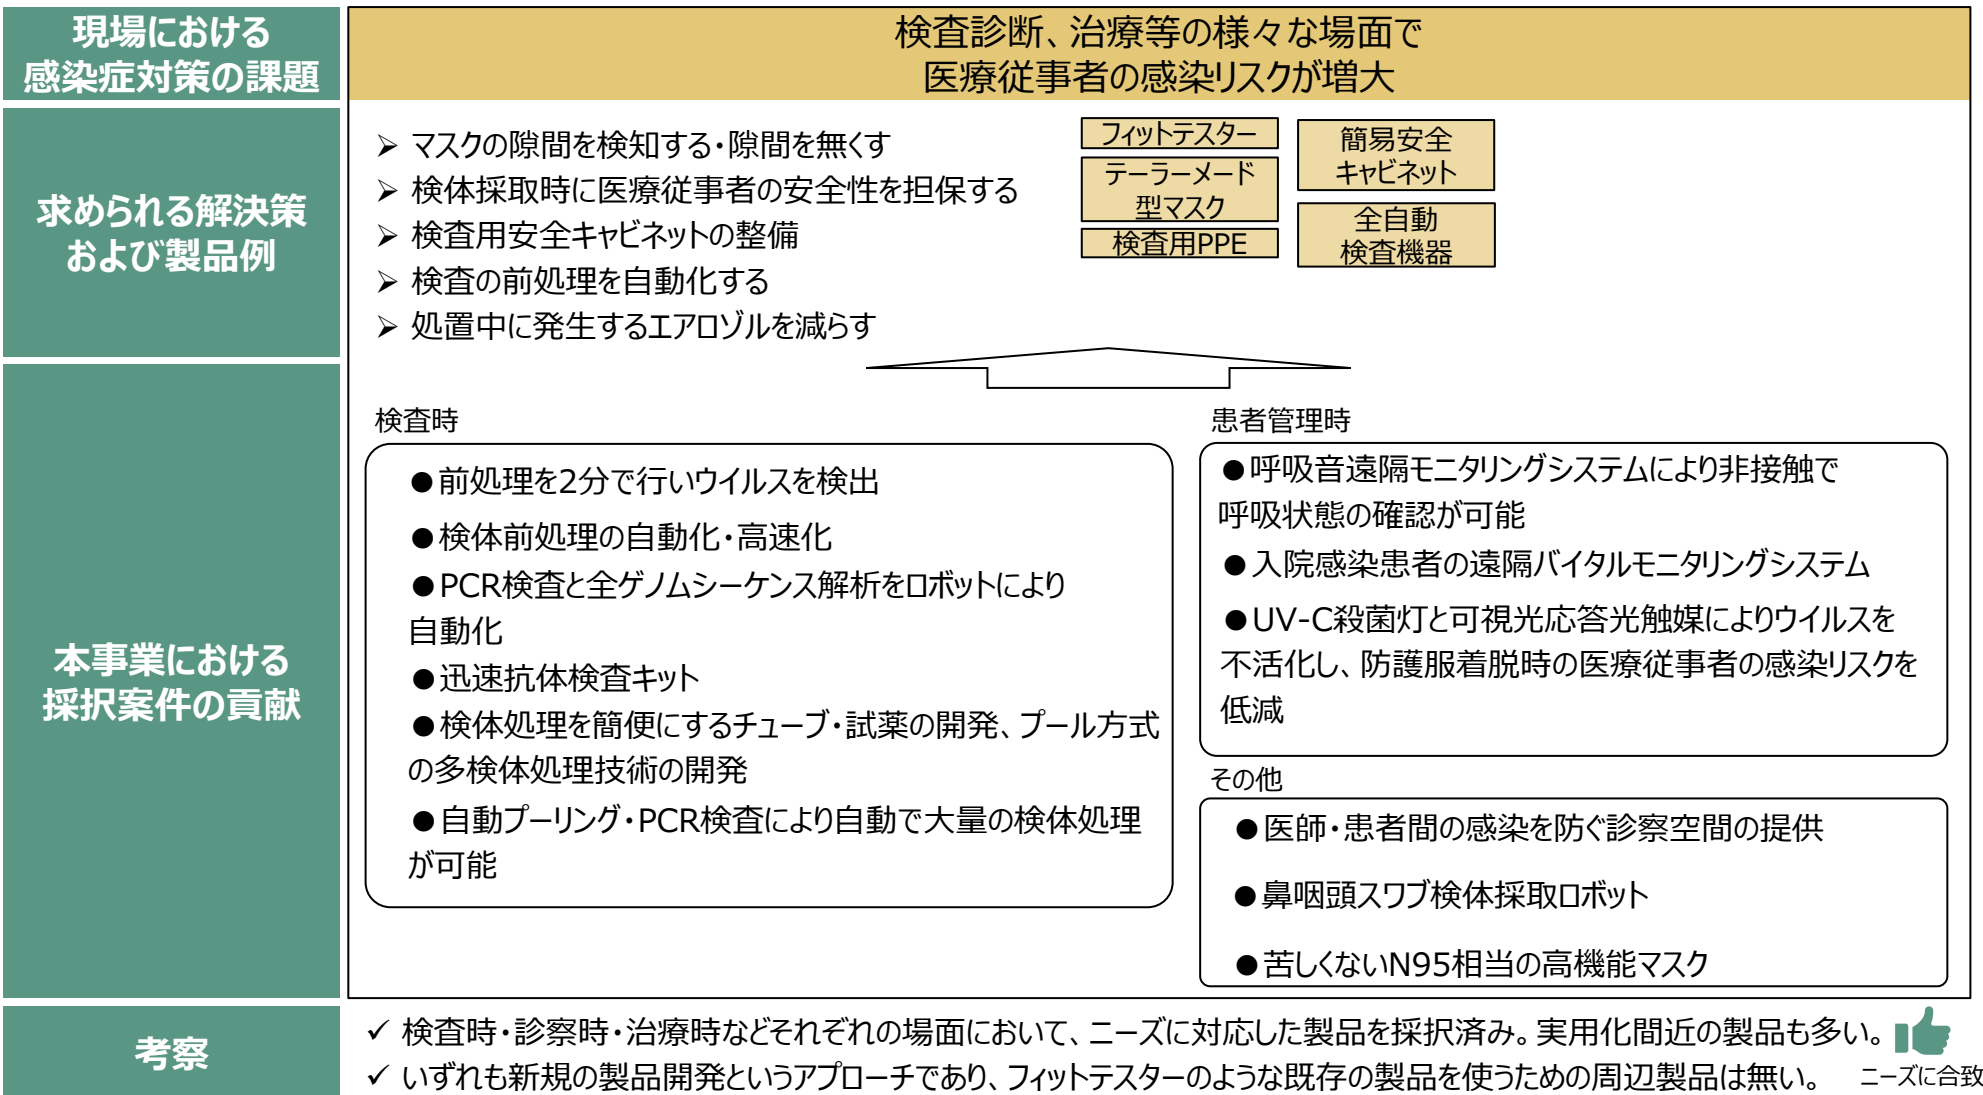 現場における
感染症対策の課題
検査診断、治療等の様々な場面で
医療従事者の感染リスクが増大
求められる解決策
および製品例
➢ マスクの隙間を検知する・隙間を無くす
➢ 検体採取時に医療従事者の安全性を担保する
➢ 検査用安全キャビネットの整備
➢ 検査の前処理を自動化する
➢ 処置中に発生するエアロゾルを減らす
フィットテスター
テーラーメード
型マスク
検査用PPE
簡易安全
キャビネット
全自動
検査機器
本事業における
採択案件の貢献
検査時
●前処理を2分で行いウイルスを検出
●検体前処理の自動化・高速化
●PCR検査と全ゲノムシーケンス解析をロボットにより
自動化
●迅速抗体検査キット
●検体処理を簡便にするチューブ・試薬の開発、プール方式
の多検体処理技術の開発
●自動プーリング・PCR検査により自動で大量の検体処理
が可能
患者管理時
●呼吸音遠隔モニタリングシステムにより非接触で
呼吸状態の確認が可能
●入院感染患者の遠隔バイタルモニタリングシステム
●UV-C殺菌灯と可視光応答光触媒によりウイルスを
不活化し、防護服着脱時の医療従事者の感染リスクを
低減
その他
●医師・患者間の感染を防ぐ診察空間の提供
●鼻咽頭スワブ検体採取ロボット
●苦しくないN95相当の高機能マスク
考察
✓ 検査時・診察時・治療時などそれぞれの場面において、ニーズに対応した製品を採択済み。実用化間近の製品も多い。
✓ いずれも新規の製品開発というアプローチであり、フィットテスターのような既存の製品を使うための周辺製品は無い。
ニーズに合致